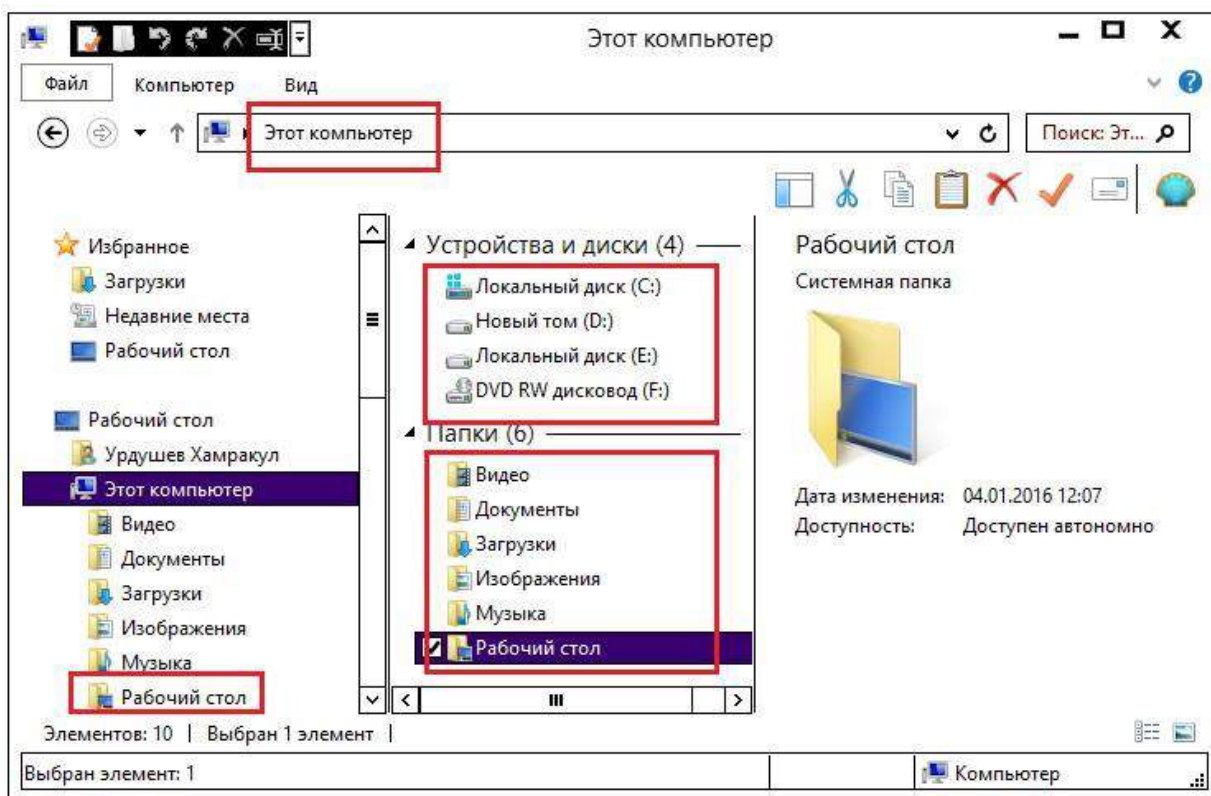 Этот компьютер
Файл Компьютер Вид
Этот компьютер
Поиск: Эт...
Избранное
Загрузки
Недавние места
Рабочий стол
Рабочий стол
Урдушев Хамракул
Этот компьютер
Видео
Документы
Загрузки
Изображения
Музыка
Рабочий стол
Устройства и диски (4)
Локальный диск (C:)
Новый том (D:)
Локальный диск (E:)
DVD RW дисковод (F:)
Папки (6)
Видео
Документы
Загрузки
Изображения
Музыка
Рабочий стол
Рабочий стол
Системная папка
Дата изменения: 04.01.2016 12:07
Доступность: Доступен автономно
Элементов: 10 | Выбран 1 элемент |
Выбран элемент: 1
Компьютер